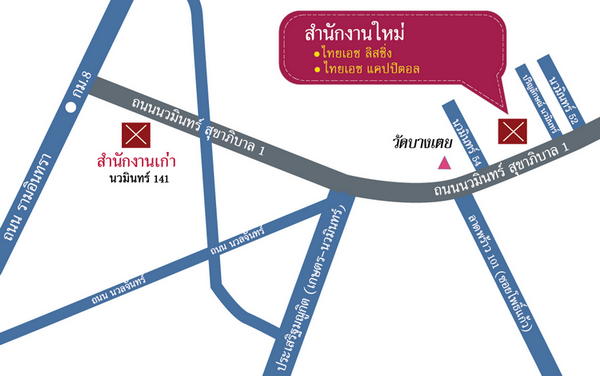 สำนักงานใหม่
ไทยเอช ลิสซิ่ง
ไทยเอช แคปปิตอล
กม.8
ถนน รามอินทรา
ถนนนวมินทร์ สุขาภิบาล 1
สำนักงานเก่า
นวมินทร์ 141
วัดบางเตย
นวมินทร์ 54
ปริญลักษณ์ นวมินทร์
นวมินทร์ 52
ถนนนวมินทร์ สุขาภิบาล 1
ถนน นวลจันทร์
ถนน นวลจันทร์
ประเสริฐมณูกิต (เกษตร-นวมินทร์)
ลาดพร้าว 101 (ซอยโพธิ์แก้ว)